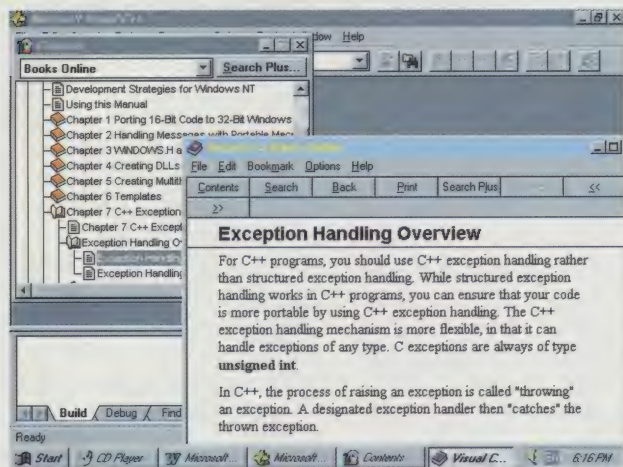 Help
Books Online
Search Plus...
Development Strategies for Windows NT
Using this Manual
Chapter 1 Porting 16-Bit Code to 32-Bit Windows
Chapter 2 Handling Messages with Portable
Chapter 3 WINDOWS.H a
Chapter 4 Creating DLLs
Chapter 5 Creating Multith
Chapter 6 Templates
Chapter 7 C++ Exception
Chapter 7 C++ Except
Exception Handling O
Exception Handling
File Edit Bookmark Options Help
Contents Search Back Print Search Plus <<
>>
Exception Handling Overview
For C++ programs, you should use C++ exception handling rather
than structured exception handling. While structured exception
handling works in C++ programs, you can ensure that your code
is more portable by using C++ exception handling. The C++
exception handling mechanism is more flexible, in that it can
handle exceptions of any type. C exceptions are always of type
unsigned int.
In C++, the process of raising an exception is called "throwing"
an exception. A designated exception handler then "catches" the
thrown exception.
Build Debug Find
Ready
Start CD Player Microsoft... Microsoft... Contents Visual C... 6:16 PM